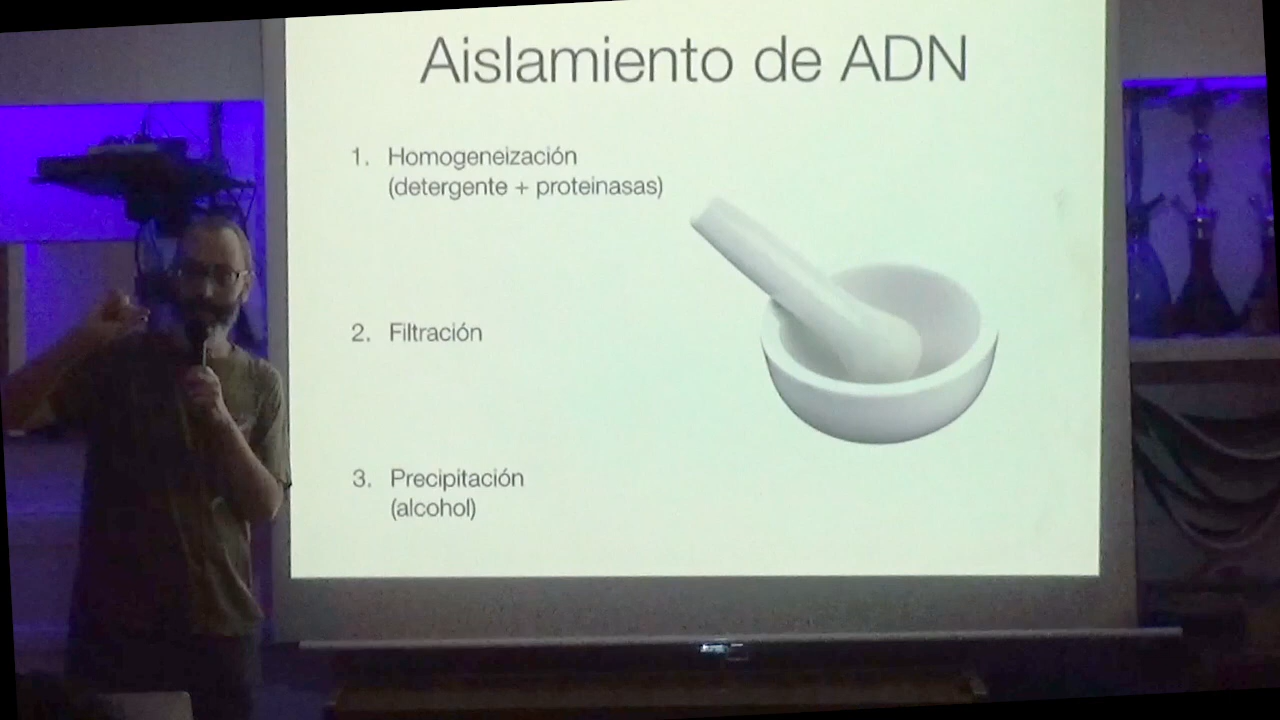 Aislamiento de ADN
1. Homogeneización
(detergente + proteinasas)
2. Filtración
3. Precipitación
(alcohol)